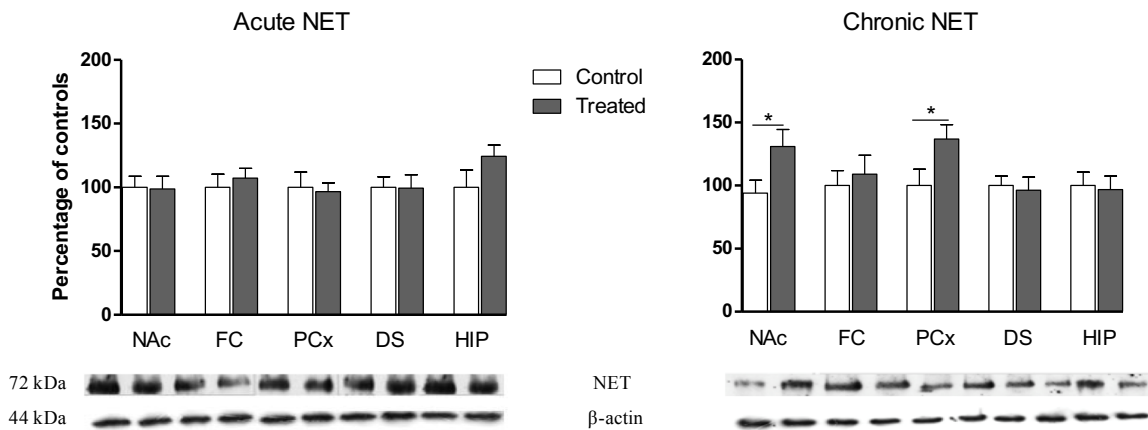 Acute NET
Chronic NET
Percentage of controls
200
150
100
50
0
Control
Treated
200
150
100
50
0
*
*
NAc FC PCx DS HIP
NAc FC PCx DS HIP
72 kDa
NET
44 kDa
β-actin